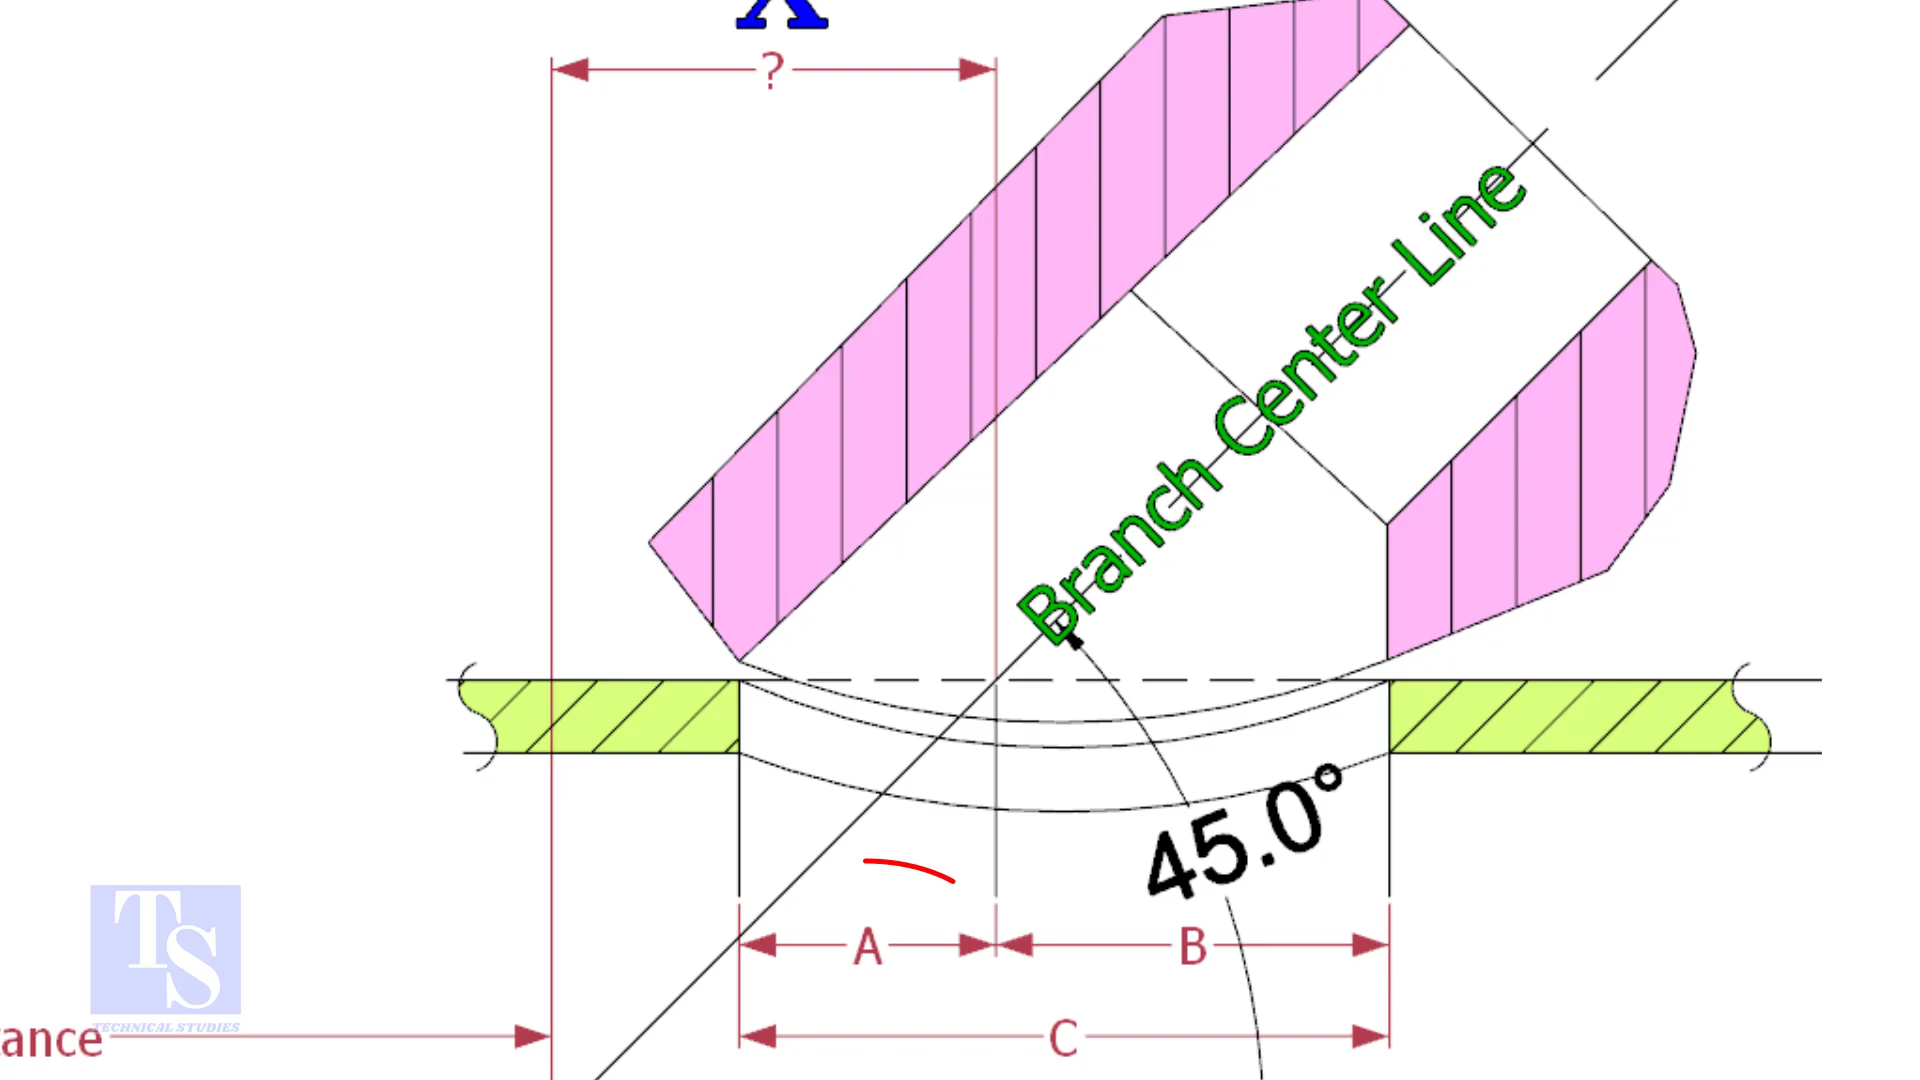 X
?
Branch Center Line
45.0°
A
B
C
ance
TS
TECHNICAL STUDIES